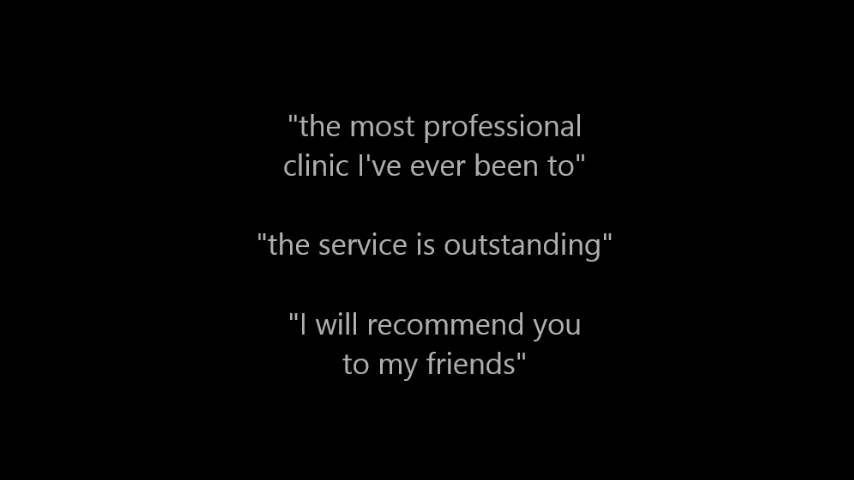 "the most professional
clinic I've ever been to"
"the service is outstanding"
"I will recommend you
to my friends"